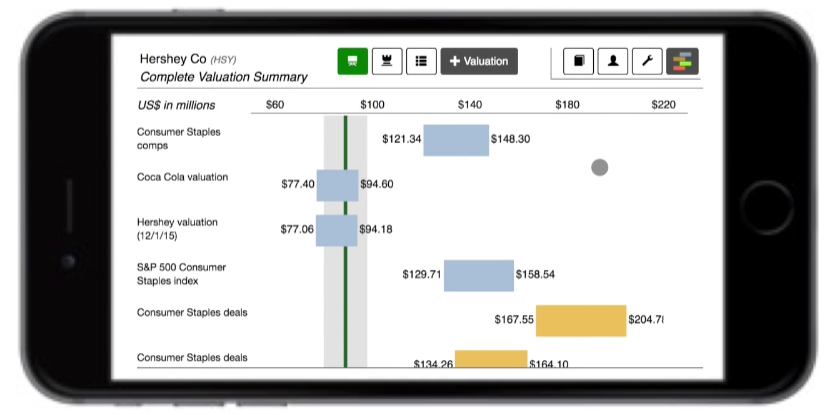 Hershey Co (HSY)
Complete Valuation Summary
+ Valuation
US$ in millions $60 $100 $140 $180 $220
Consumer Staples
comps
$121.34 $148.30
Coca Cola valuation
$77.40 $94.60
Hershey valuation
(12/1/15)
$77.06 $94.18
S&P 500 Consumer
Staples index
$129.71 $158.54
Consumer Staples deals
$167.55
Consumer Staples deals
$134.26 $164.10